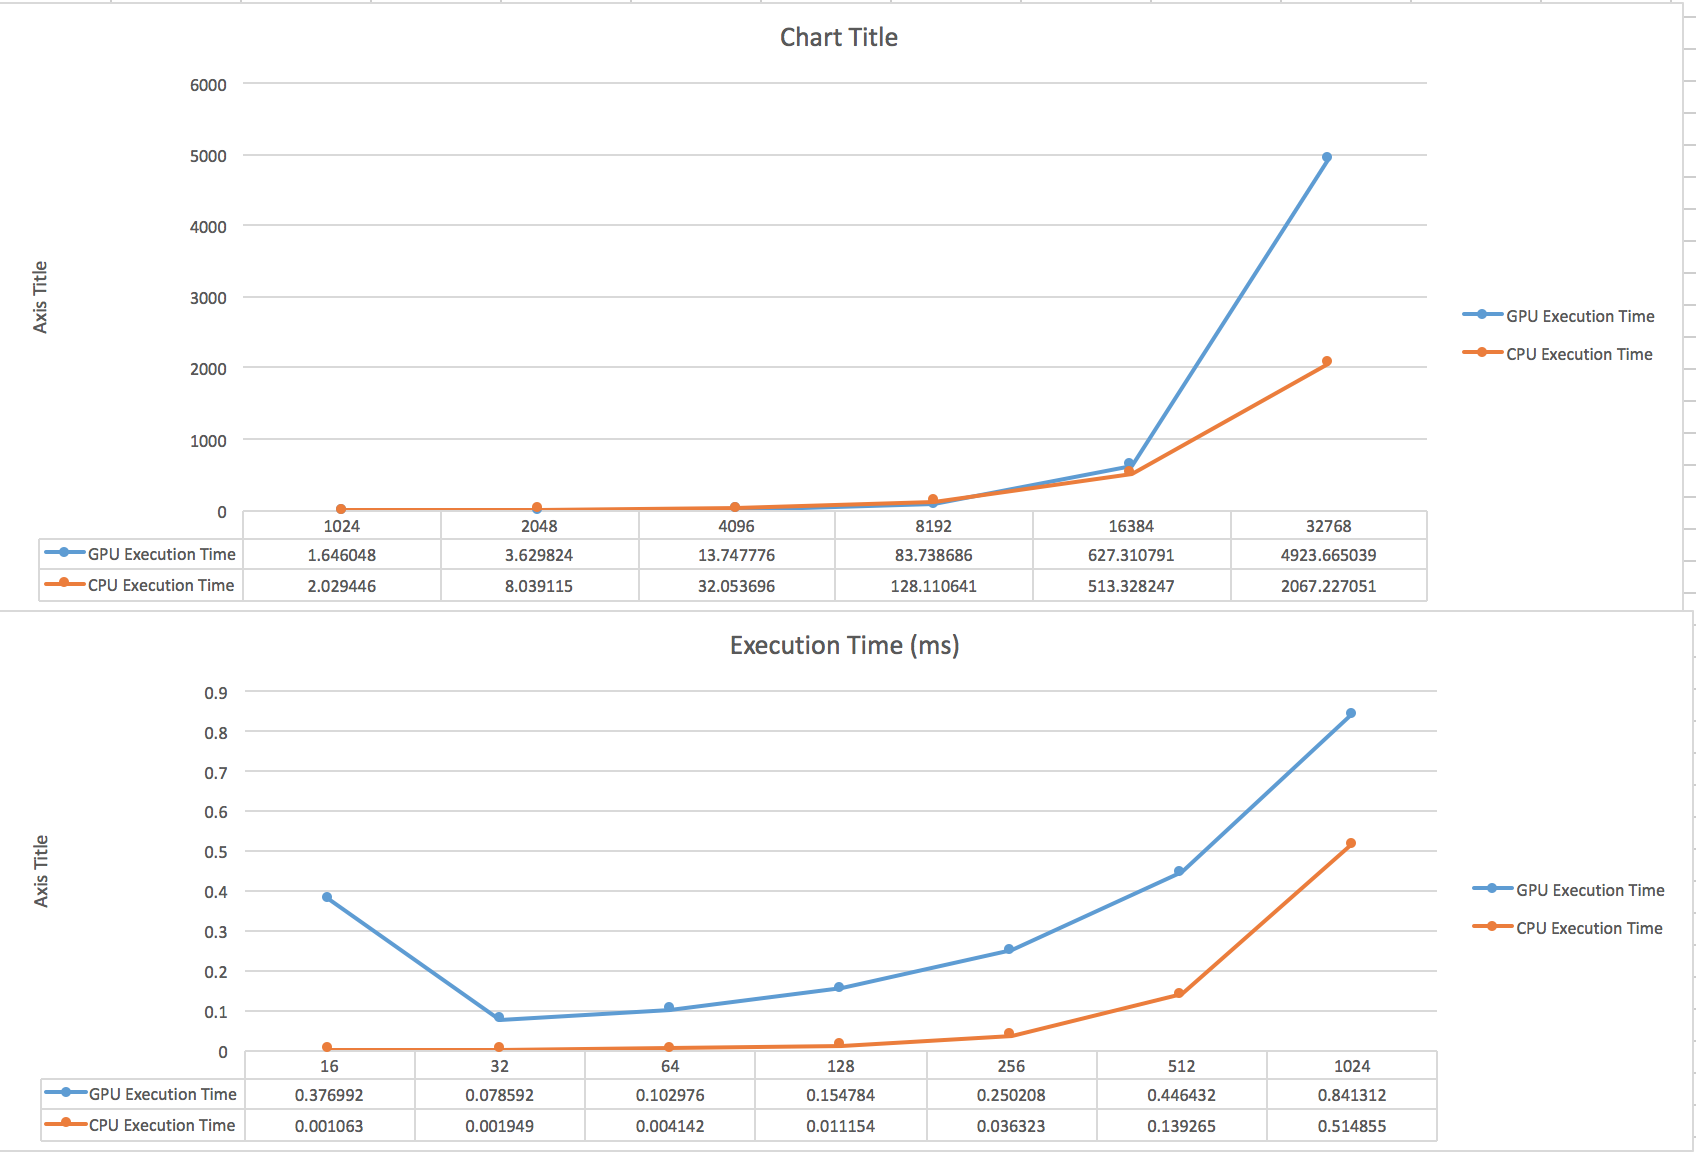 Chart Title
6000
5000
4000
3000
2000
1000
0
Axis Title
1024 2048 4096 8192 16384 32768
GPU Execution Time 1.646048 3.629824 13.747776 83.738686 627.310791 4923.665039
CPU Execution Time 2.029446 8.039115 32.053696 128.110641 513.328247 2067.227051
GPU Execution Time
CPU Execution Time
Execution Time (ms)
0.9
0.8
0.7
0.6
0.5
0.4
0.3
0.2
0.1
0
Axis Title
16 32 64 128 256 512 1024
GPU Execution Time 0.376992 0.078592 0.102976 0.154784 0.250208 0.446432 0.841312
CPU Execution Time 0.001063 0.001949 0.004142 0.011154 0.036323 0.139265 0.514855
GPU Execution Time
CPU Execution Time